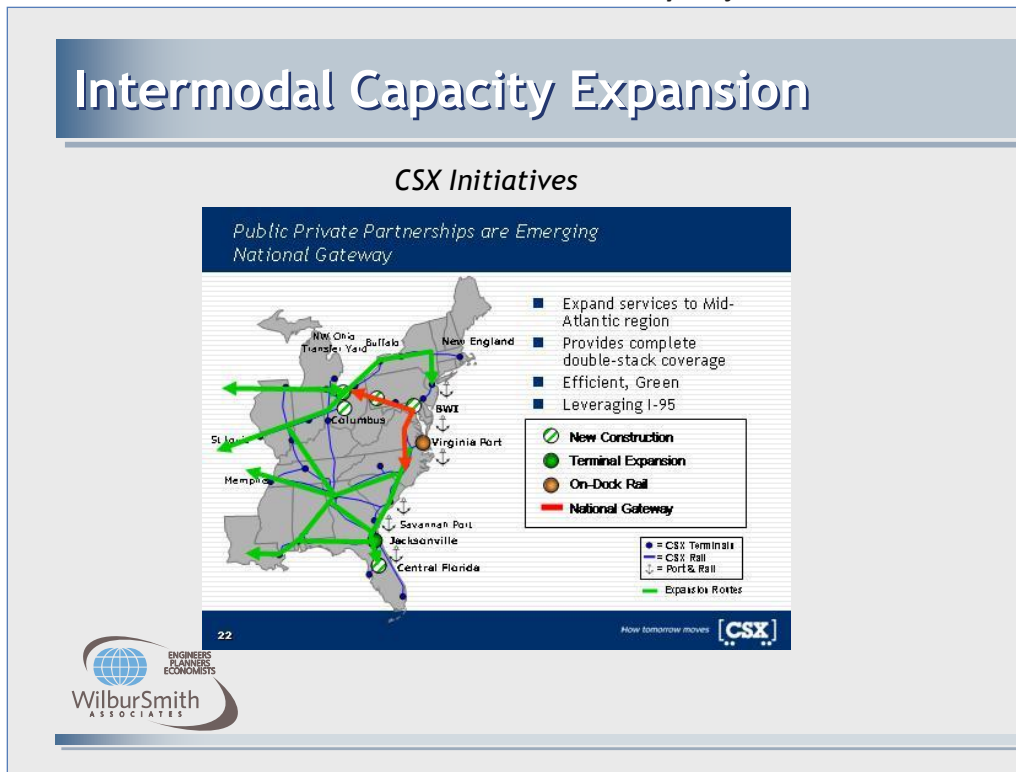 Intermodal Capacity Expansion
CSX Initiatives
Public Private Partnerships are Emerging
National Gateway
Expand services to Mid-
Atlantic region
Provides complete
double-stack coverage
Efficient, Green
Leveraging I-95
NW Ohio
Transfer Yard
Buffalo
New England
Columbus
BWI
Virginia Port
Memphis
Savannah Port
Jacksonville
Central Florida
New Construction
Terminal Expansion
On-Dock Rail
National Gateway
= CSX Terminals
= CSX Rail
= Port & Rail
Expansion Routes
22
How tomorrow moves
[CSX]
ENGINEERS
PLANNERS
ECONOMISTS
WilburSmith
ASSOCIATES